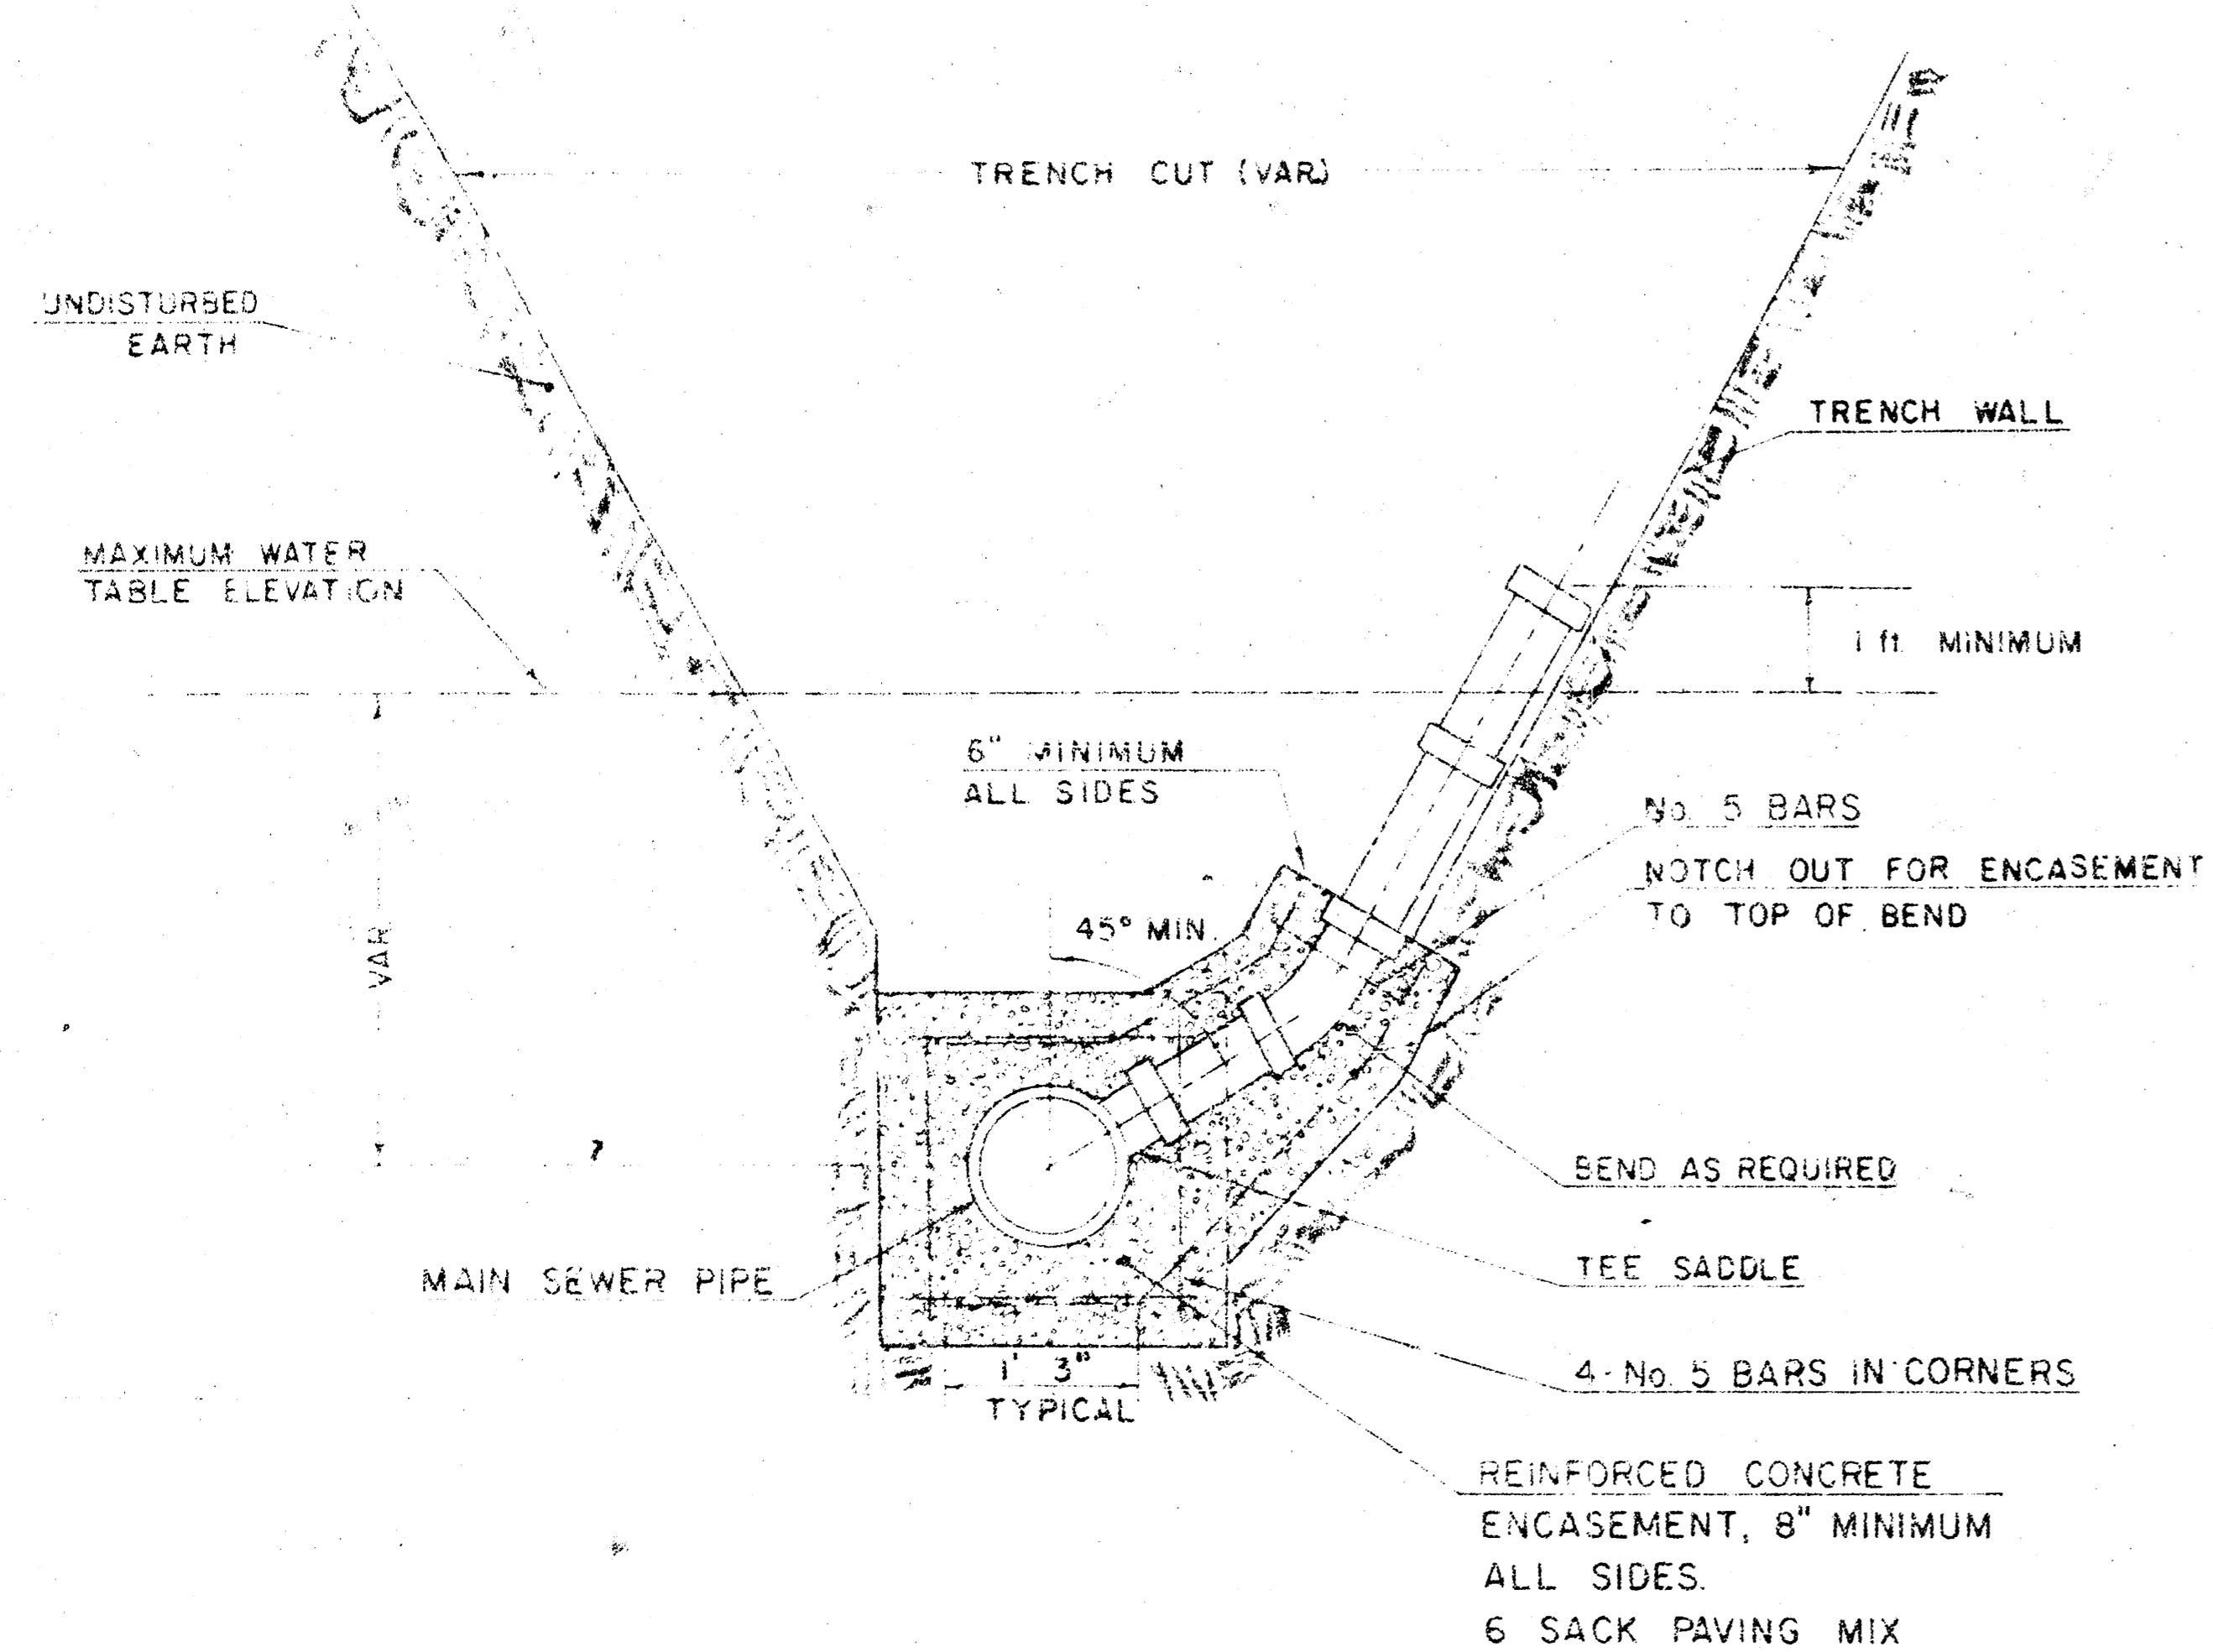 TRENCH CUT (VAR)
UNDISTURBED
EARTH
TRENCH WALL
MAXIMUM WATER
TABLE ELEVATION
1 ft. MINIMUM
6" MINIMUM
ALL SIDES
No. 5 BARS
NOTCH OUT FOR ENCASEMENT
TO TOP OF BEND
45° MIN.
VAR
BEND AS REQUIRED
MAIN SEWER PIPE
TEE SADDLE
1' 3"
TYPICAL
4-No. 5 BARS IN CORNERS
REINFORCED CONCRETE
ENCASEMENT, 8" MINIMUM
ALL SIDES.
6 SACK PAVING MIX